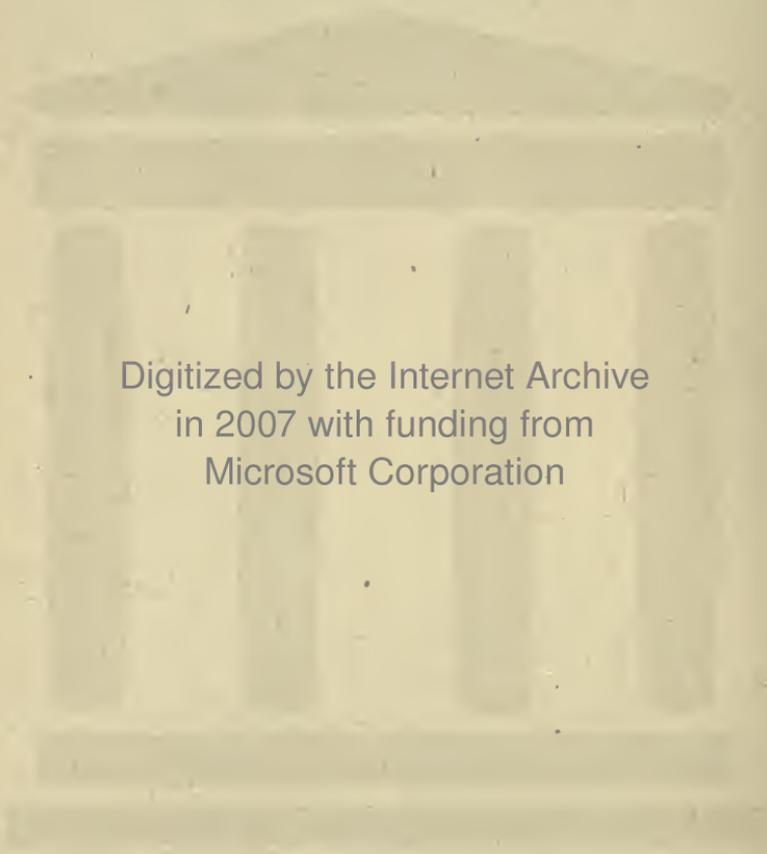 Digitized by the Internet Archive
in 2007 with funding from
Microsoft Corporation